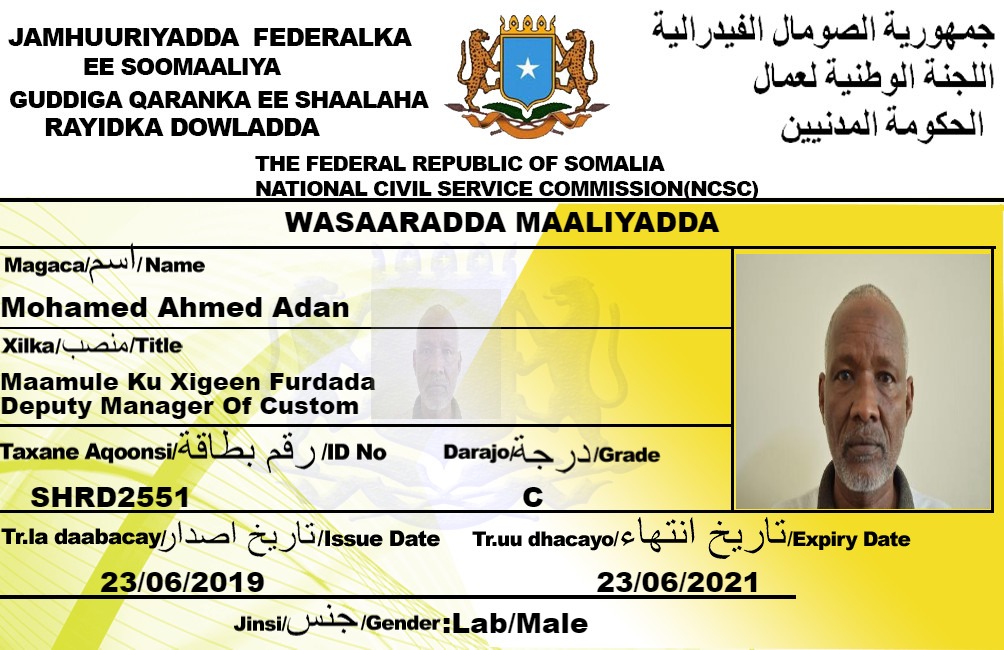 JAMHUURIYADDA FEDERALKA
EE SOOMAALIYA
GUDDIGA QARANKA EE SHAALAHA
RAYIDKA DOWLADDA
جمهورية الصومال الفيدرالية
اللجنة الوطنية لعمال
الحكومة المدنيين
THE FEDERAL REPUBLIC OF SOMALIA
NATIONAL CIVIL SERVICE COMMISSION(NCSC)
WASAARADDA MAALIYADDA
Magaca/اسم/Name
Mohamed Ahmed Adan
Xilka/منصب/Title
Maamule Ku Xigeen Furdada
Deputy Manager Of Custom
Taxane Aqoonsi/رقم بطاقة/ID No
Darajo/درجة/Grade
SHRD2551
C
Tr.la daabacay/تاريخ اصدار/Issue Date
Tr.uu dhacayo/تاريخ انتهاء/Expiry Date
23/06/2019
23/06/2021
Jinsi/جنس/Gender:Lab/Male